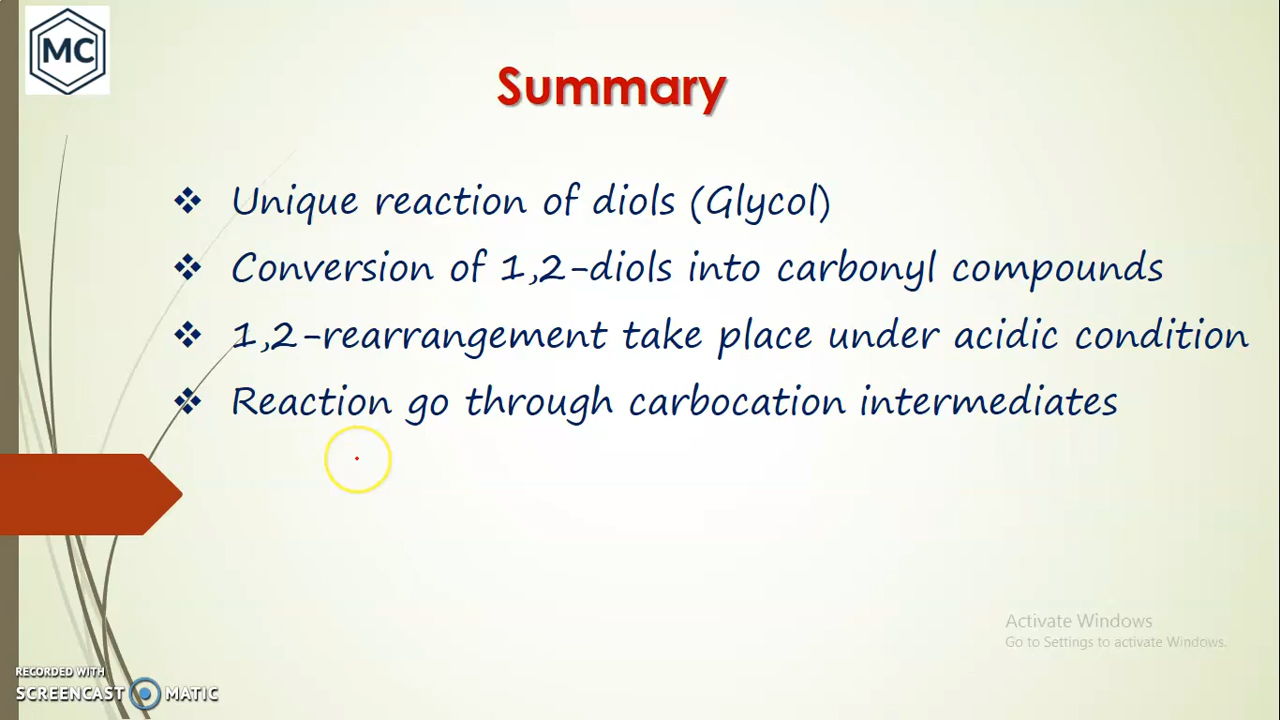 MC
Summary
Unique reaction of diols (Glycol)
Conversion of 1,2-diols into carbonyl compounds
1,2-rearrangement take place under acidic condition
Reaction go through carbocation intermediates
Activate Windows
Go to Settings to activate Windows.
RECORDED WITH
SCREENCAST MATIC